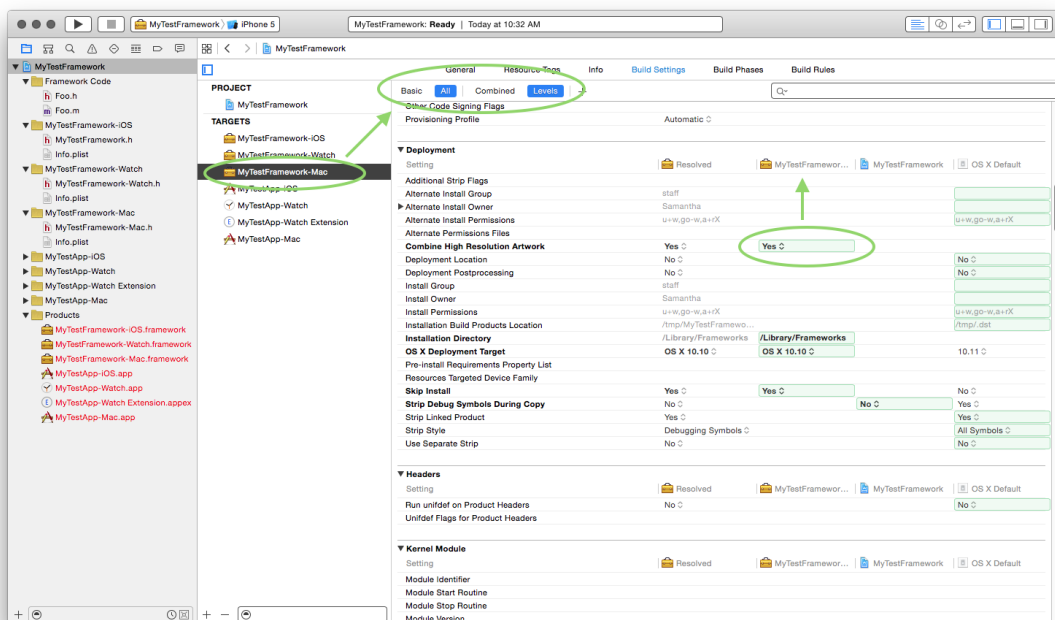 MyTestFramework
iPhone 5
MyTestFramework: Ready | Today at 10:32 AM
MyTestFramework
MyTestFramework
Framework Code
Foo.h
Foo.m
MyTestFramework-iOS
MyTestFramework.h
Info.plist
MyTestFramework-Watch
MyTestFramework-Watch.h
Info.plist
MyTestFramework-Mac
MyTestFramework-Mac.h
Info.plist
MyTestApp-iOS
MyTestApp-Watch
MyTestApp-Watch Extension
MyTestApp-Mac
Products
MyTestFramework-iOS.framework
MyTestFramework-Watch.framework
MyTestFramework-Mac.framework
MyTestApp-iOS.app
MyTestApp-Watch.app
MyTestApp-Watch Extension.appex
MyTestApp-Mac.app
PROJECT
MyTestFramework
TARGETS
MyTestFramework-iOS
MyTestFramework-Watch
MyTestFramework-Mac
MyTestApp-iOS
MyTestApp-Watch
MyTestApp-Watch Extension
MyTestApp-Mac
General Resource Tags Info Build Settings Build Phases Build Rules
Basic All Combined Levels +
Other Code Signing Flags
Provisioning Profile Automatic
Deployment
Setting Resolved MyTestFramewor... MyTestFramework OS X Default
Additional Strip Flags
Alternate Install Group staff
Alternate Install Owner Samantha
Alternate Install Permissions u+w,go-w,a+rX u+w,go-w,a+rX
Alternate Permissions Files
Combine High Resolution Artwork Yes Yes
Deployment Location No No
Deployment Postprocessing No No
Install Group staff
Install Owner Samantha
Install Permissions u+w,go-w,a+rX u+w,go-w,a+rX
Installation Build Products Location /tmp/MyTestFramewo... /tmp/.dst
Installation Directory /Library/Frameworks /Library/Frameworks
OS X Deployment Target OS X 10.10 OS X 10.10 10.11
Pre-install Requirements Property List
Resources Targeted Device Family
Skip Install Yes Yes No
Strip Debug Symbols During Copy No No Yes
Strip Linked Product Yes Yes
Strip Style Debugging Symbols All Symbols
Use Separate Strip No No
Headers
Setting Resolved MyTestFramewor... MyTestFramework OS X Default
Run unifdef on Product Headers No No
Unifdef Flags for Product Headers
Kernel Module
Setting Resolved MyTestFramewor... MyTestFramework OS X Default
Module Identifier
Module Start Routine
Module Stop Routine
Module Version